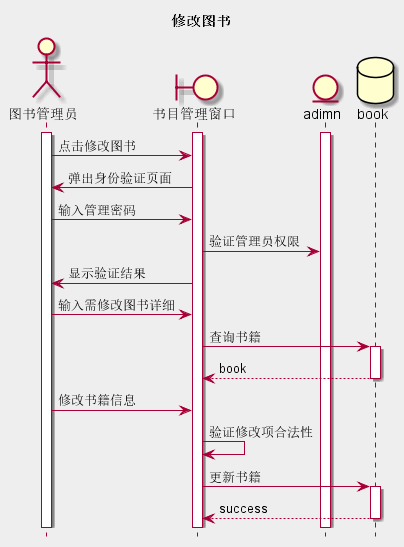 修改图书
图书管理员
书目管理窗口
adimn
book
点击修改图书
弹出身份验证页面
输入管理密码
验证管理员权限
显示验证结果
输入需修改图书详细
查询书籍
book
修改书籍信息
验证修改项合法性
更新书籍
success